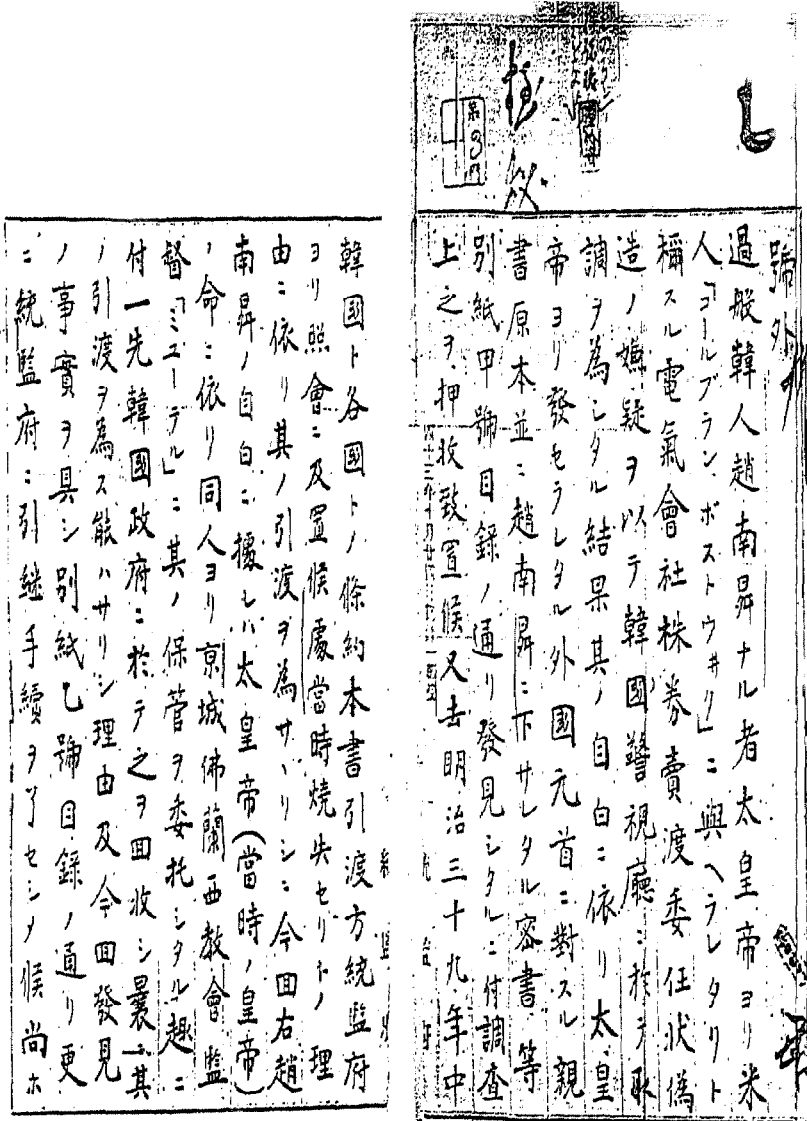 號外
過般韓人趙南昇ナル者太皇帝ヨリ米
人「コールブラン、ボストウヰク」ニ與ヘラレタリト
稱スル電氣會社株券賣渡委任状偽
造ノ嫌疑ヲ以テ韓國警視廳ニ於テ取
調ヲ為シタル結果其ノ自白ニ依リ太皇
帝ヨリ發セラレタル外國元首ニ對スル親
書原本並ニ趙南昇ニ下サレタル密書等
別紙甲號目録ノ通リ發見シタルニ付調査
上之ヲ押收致置候又去明治三十九年中
韓國ト各國トノ條約本書引渡方統監府
ヨリ照會ニ及置候處當時焼失セリトノ理
由ニ依リ其ノ引渡ヲ為サヽリシニ今回右趙
南昇ノ自白ニ據レハ太皇帝(當時ノ皇帝)
ノ命ニ依リ同人ヨリ京城佛蘭西教會監
督「ミューテル」ニ其ノ保管ヲ委托シタル趣ニ
付一先韓國政府ニ於テ之ヲ回收シ曩ニ其
ノ引渡ヲ為ス能ハサリシ理由及今回發見
ノ事實ヲ具シ別紙乙號目録ノ通リ更
ニ統監府ニ引継手續ヲ了セシメ候尚ホ